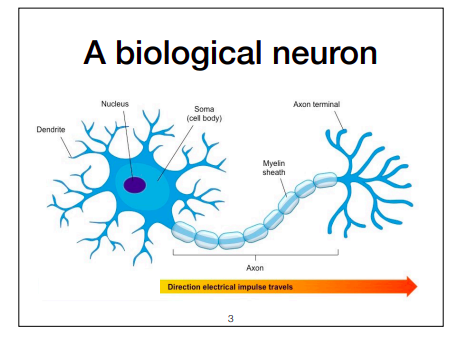 A biological neuron
Nucleus
Soma
(cell body)
Axon terminal
Dendrite
Myelin
sheath
Axon
Direction electrical impulse travels
3